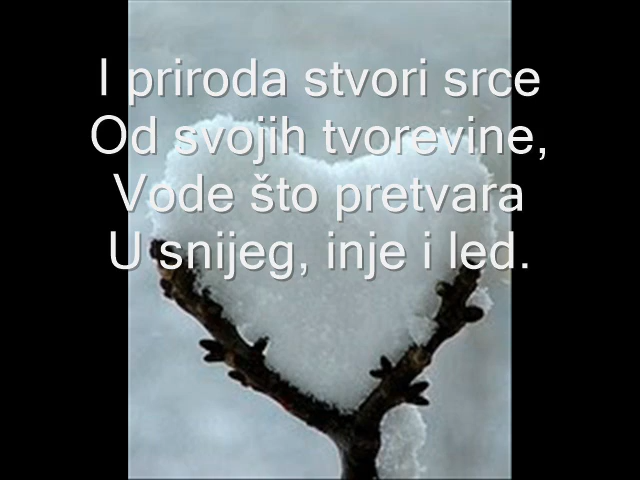 I priroda stvori srce
Od svojih tvorevine,
Vode što pretvara
U snijeg, inje i led.